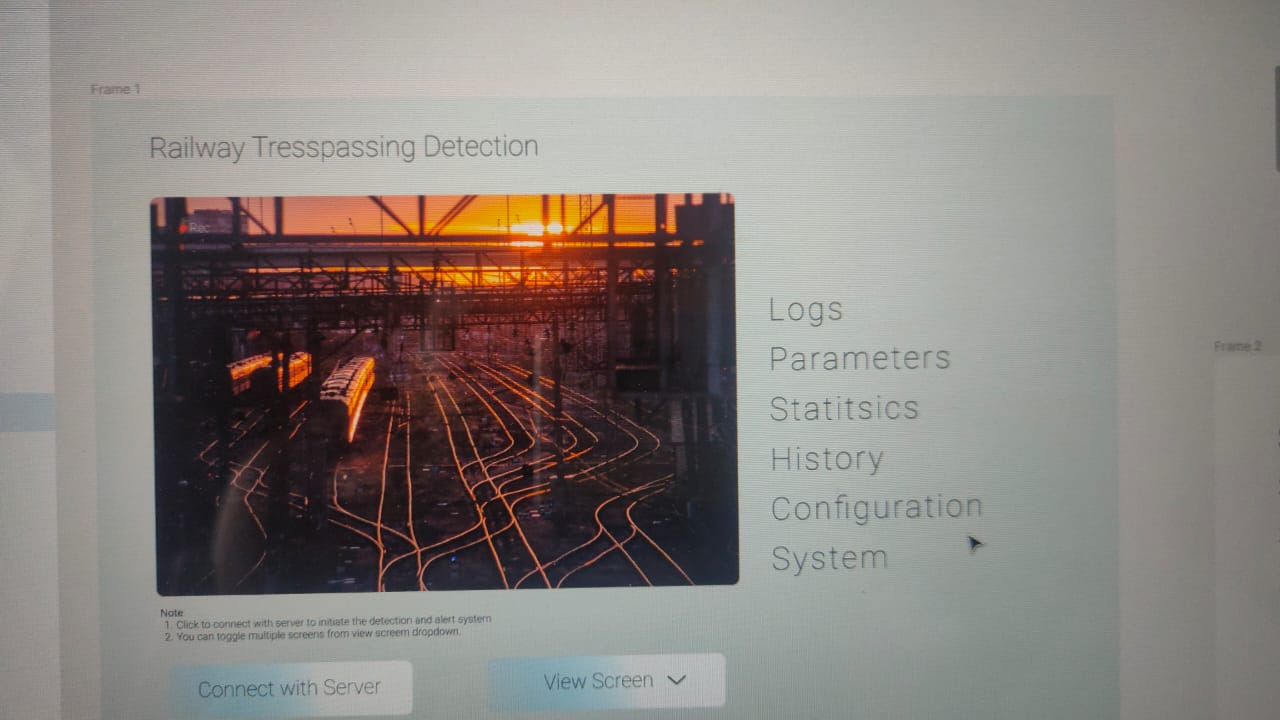 Frame 1
Railway Tresspassing Detection
Rec
Logs
Parameters
Statitsics
History
Configuration
System
Frame 2
Note
1. Click to connect with server to initiate the detection and alert system
2. You can toggle multiple screens from view screem dropdown.
Connect with Server
View Screen